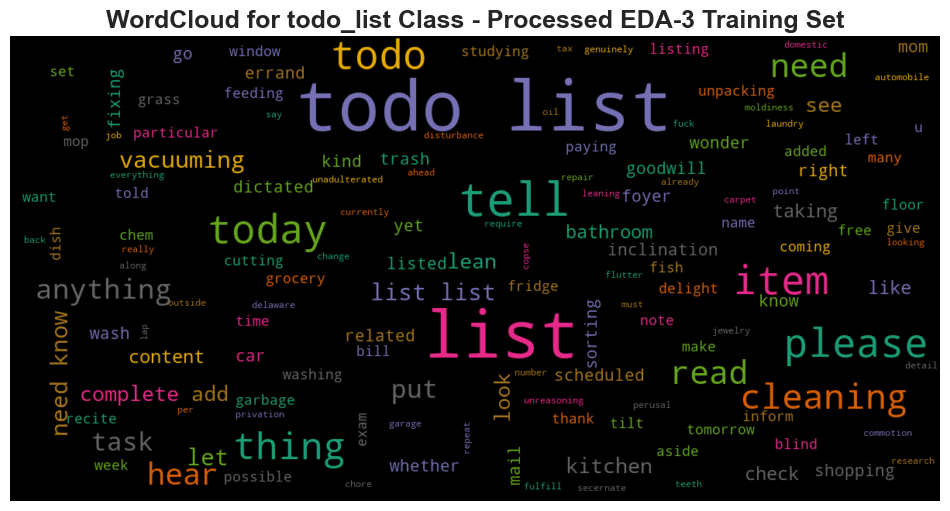 WordCloud for todo_list Class - Processed EDA-3 Training Set
go window todo studying tax genuinely listing domestic mom
set fixing errand need automobile
grass feeding todo list unpacking see
get say oil moldiness
job mop particular disturbance fuck laundry u
vacuuming kind trash paying wonder added left many
everything unadulterated ahead repair goodwill right
want told dictated tell leaning already foyer point floor
today currently require carpet name taking
back dish chem yet bathroom free give
really cutting change copse inclination coming looking
along listed lean flutter fish
anything grocery list list fridge delight item know like
outside delaware must
need know wash lap time list sorting note
related make jewelry please
content car bill detail
washing number scheduled read
complete add put look unreasoning perusal cleaning
recite per garbage privation thank tilt inform
task thing exam garage repeat tomorrow blind commotion
week let whether mail aside
hear possible kitchen check shopping research
chore fulfill secernate teeth